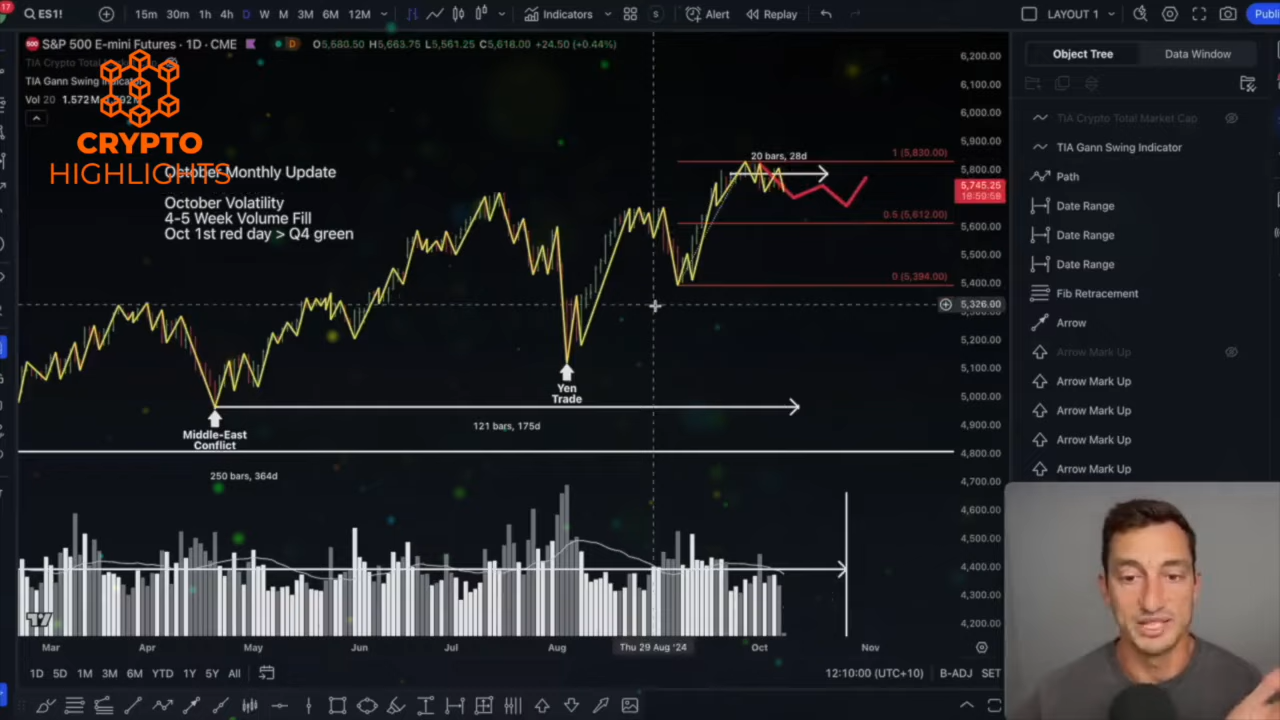 17
ES1!
15m 30m 1h 4h D W M 3M 6M 12M
Indicators
S
Alert
Replay
LAYOUT 1
Publi
S&P 500 E-mini Futures · 1D · CME
D
O5,580.50 H5,663.75 L5,561.25 C5,618.00 +24.50 (+0.44%)
TIA Crypto Total Mar
TIA Gann Swing Indicator
Vol 20 1.572M
CRYPTO
HIGHLIGHTS
October Monthly Update
October Volatility
4-5 Week Volume Fill
Oct 1st red day > Q4 green
20 bars, 28d
1 (5,830.00)
0.5 (5,612.00)
0 (5,394.00)
Yen
Trade
Middle-East
Conflict
121 bars, 175d
250 bars, 364d
6,200.00
6,100.00
6,000.00
5,900.00
5,800.00
5,745.25
16:59:59
5,600.00
5,500.00
5,400.00
5,326.00
5,200.00
5,100.00
5,000.00
4,900.00
4,800.00
4,700.00
4,600.00
4,500.00
4,400.00
4,300.00
4,200.00
Mar Apr May Jun Jul Aug Thu 29 Aug '24 Oct Nov
1D 5D 1M 3M 6M YTD 1Y 5Y All
12:10:00 (UTC+10) B-ADJ SET
Object Tree
Data Window
TIA Crypto Total Market Cap
TIA Gann Swing Indicator
Path
Date Range
Date Range
Date Range
Fib Retracement
Arrow
Arrow Mark Up
Arrow Mark Up
Arrow Mark Up
Arrow Mark Up
Arrow Mark Up